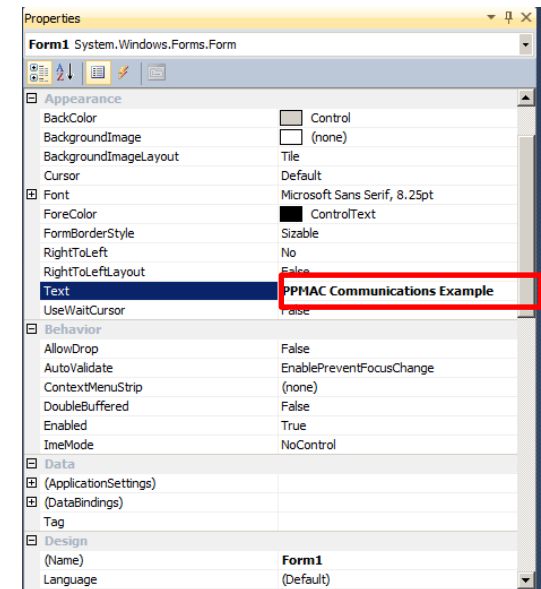 Properties
Form1 System.Windows.Forms.Form
Appearance
BackColor Control
BackgroundImage (none)
BackgroundImageLayout Tile
Cursor Default
Font Microsoft Sans Serif, 8.25pt
ForeColor ControlText
FormBorderStyle Sizable
RightToLeft No
RightToLeftLayout False
Text PPMAC Communications Example
UseWaitCursor False
Behavior
AllowDrop False
AutoValidate EnablePreventFocusChange
ContextMenuStrip (none)
DoubleBuffered False
Enabled True
ImeMode NoControl
Data
(ApplicationSettings)
(DataBindings)
Tag
Design
(Name) Form1
Language (Default)